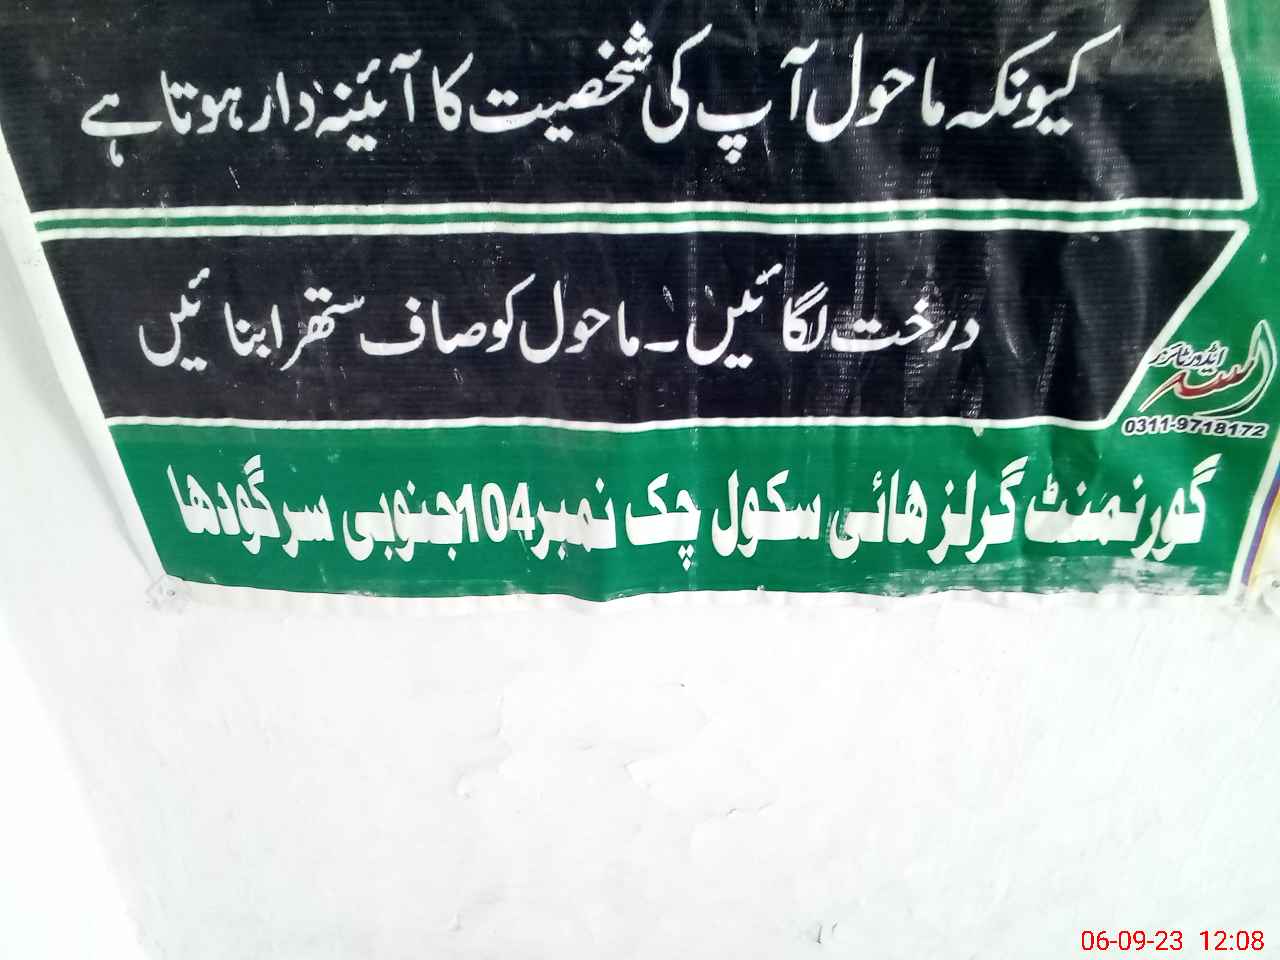 کیونکہ ماحول آپ کی شخصیت کا آئینہ دار ہوتا ہے
درخت لگائیں۔ ماحول کو صاف ستھرا بنائیں
ایڈورٹائزر
0311-9718172
گورنمنٹ گرلز ھائی سکول چک نمبر104جنوبی سرگودھا
06-09-23 12:08